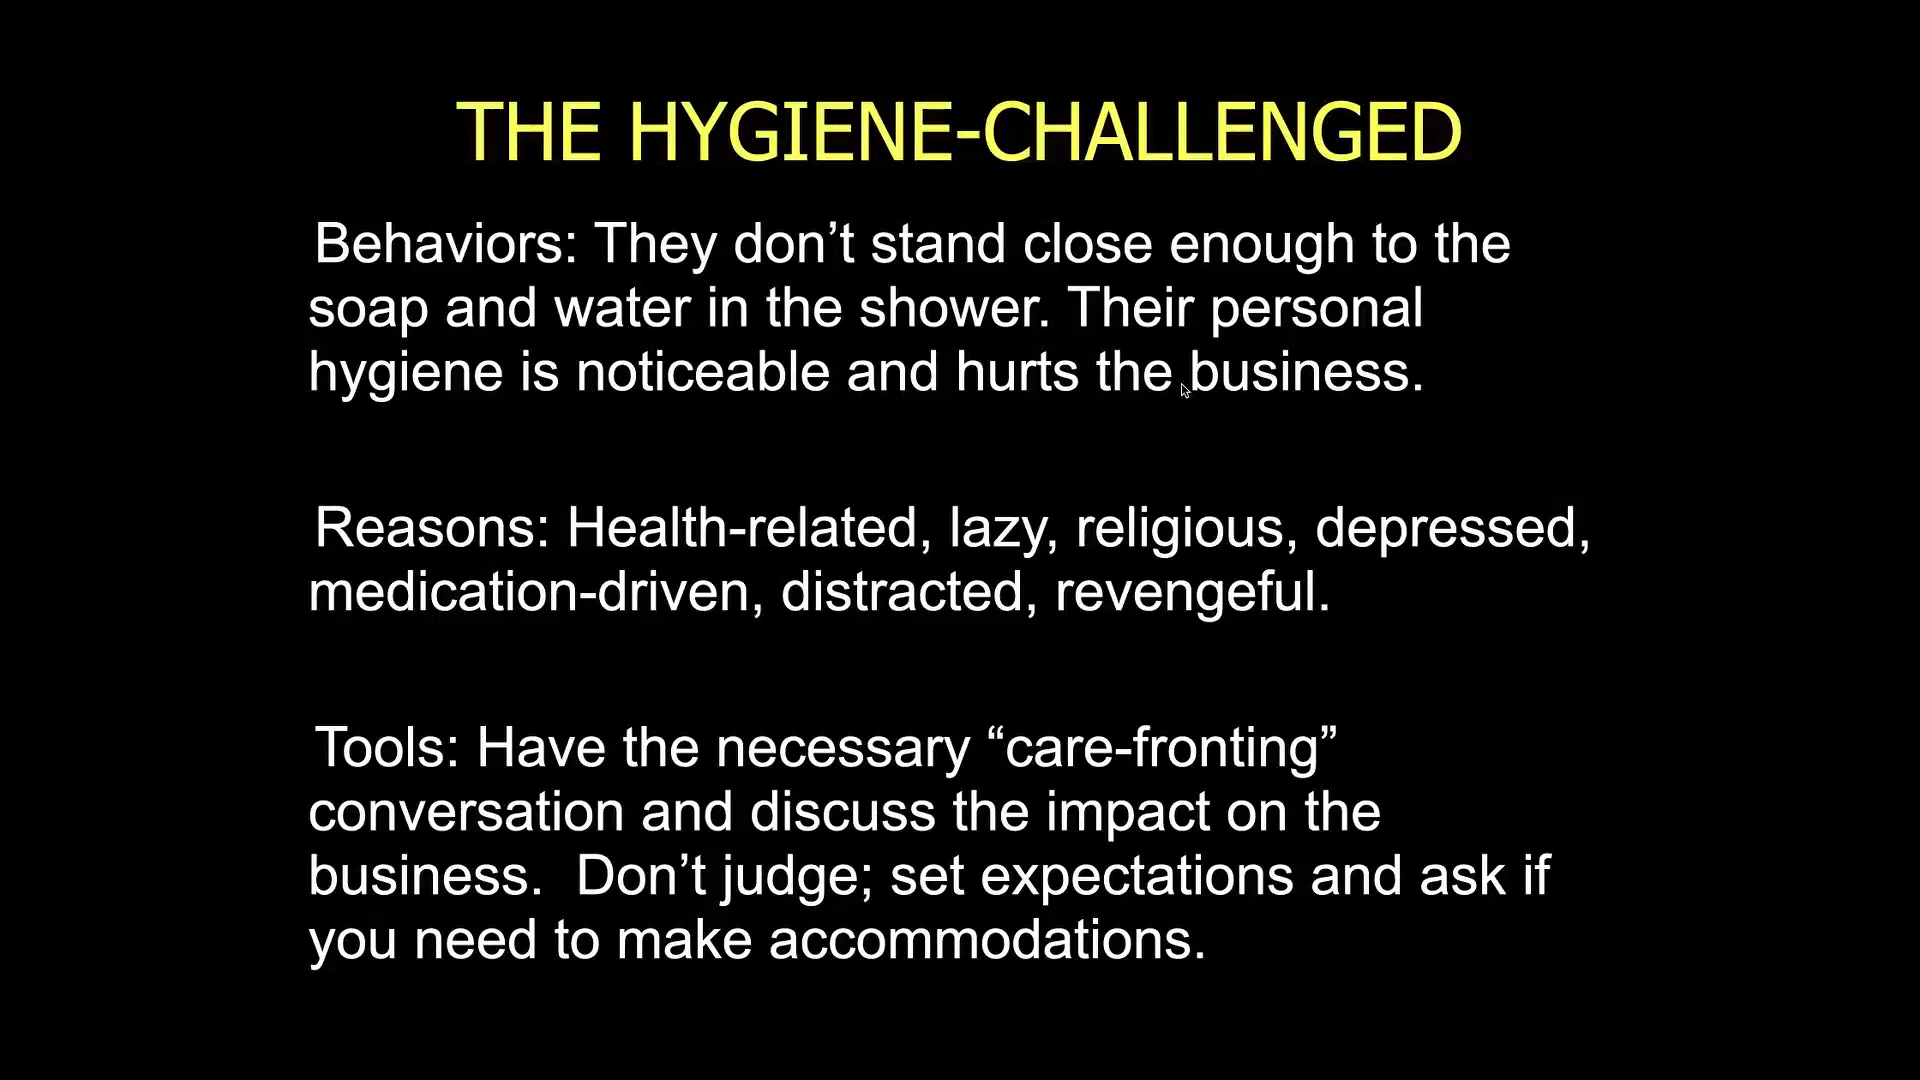 THE HYGIENE-CHALLENGED
Behaviors: They don’t stand close enough to the
soap and water in the shower. Their personal
hygiene is noticeable and hurts the business.
Reasons: Health-related, lazy, religious, depressed,
medication-driven, distracted, revengeful.
Tools: Have the necessary “care-fronting”
conversation and discuss the impact on the
business.  Don’t judge; set expectations and ask if
you need to make accommodations.